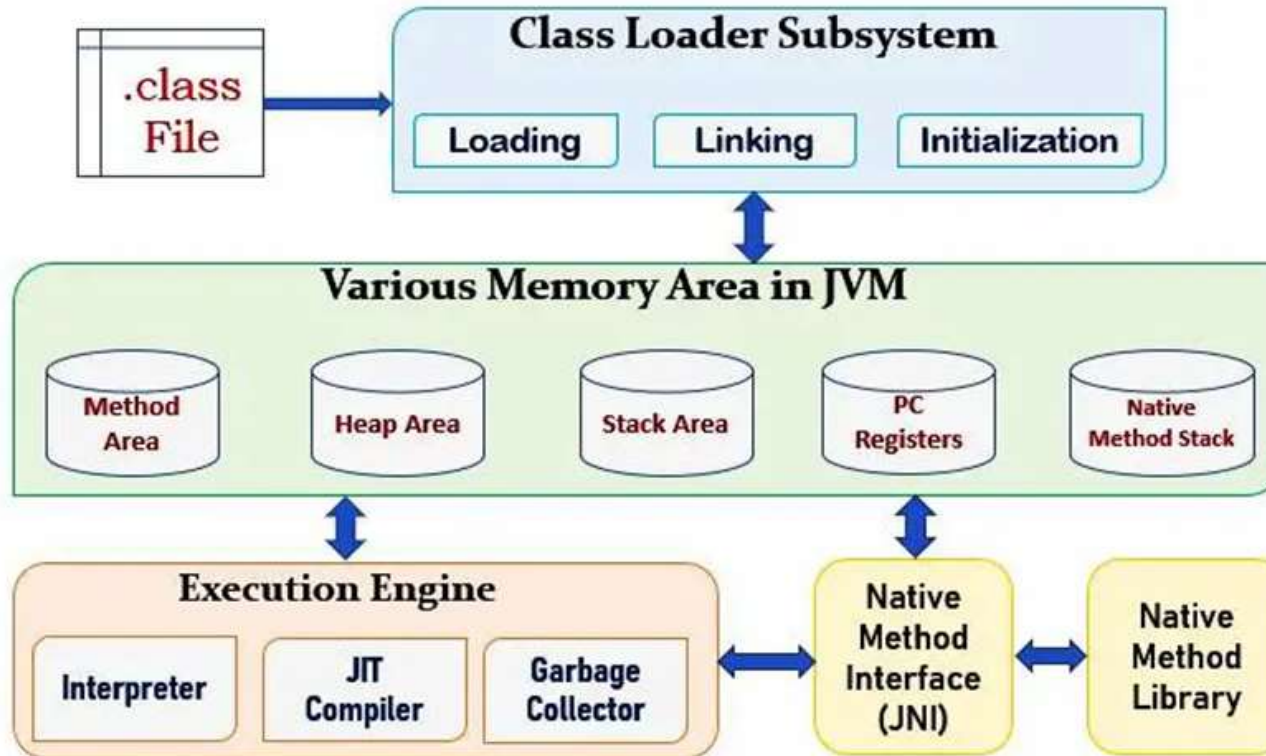 Class Loader Subsystem
.class
File
Loading
Linking
Initialization
Various Memory Area in JVM
Method
Area
Heap Area
Stack Area
PC
Registers
Native
Method Stack
Execution Engine
Interpreter
JIT
Compiler
Garbage
Collector
Native
Method
Interface
(JNI)
Native
Method
Library